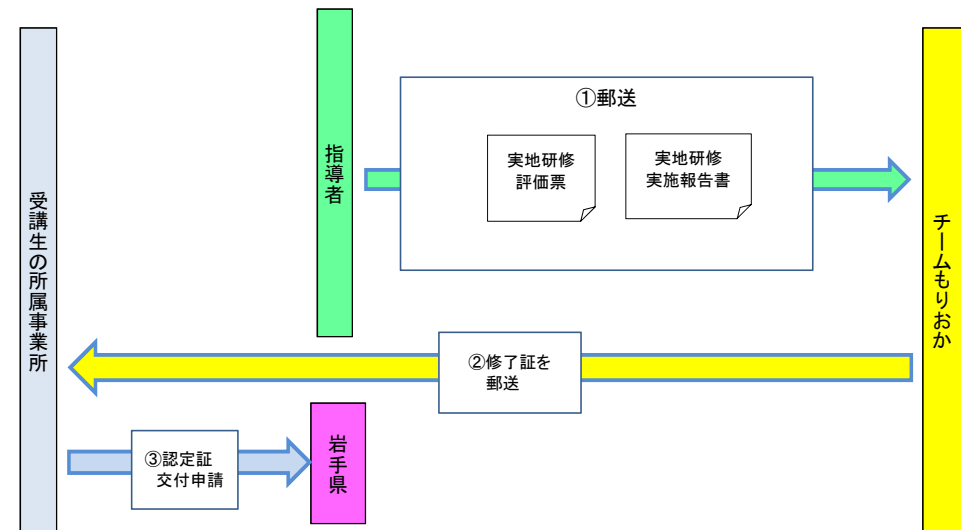 受講生の所属事業所
指導者
①郵送
実地研修
評価票
実地研修
実施報告書
チームもりおか
②修了証を
郵送
③認定証
交付申請
岩手県